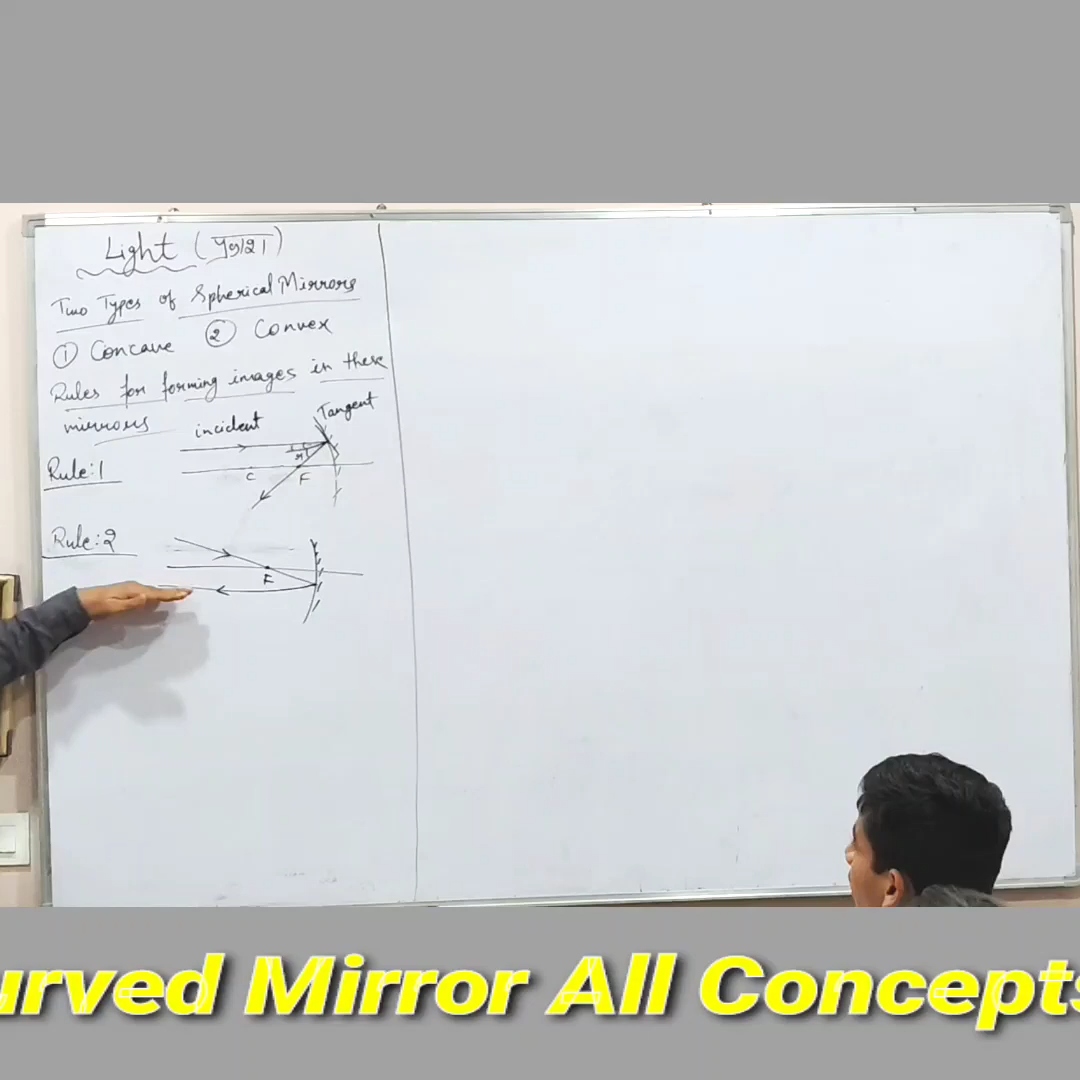 Light (प्रकाश)
Two Types of Spherical Mirrors
① Concave ② Convex
Rules for forming images in these
mirrors
Tangent
incident
Rule:1
i
r
C F
Rule:2
F
urved Mirror All Concepts